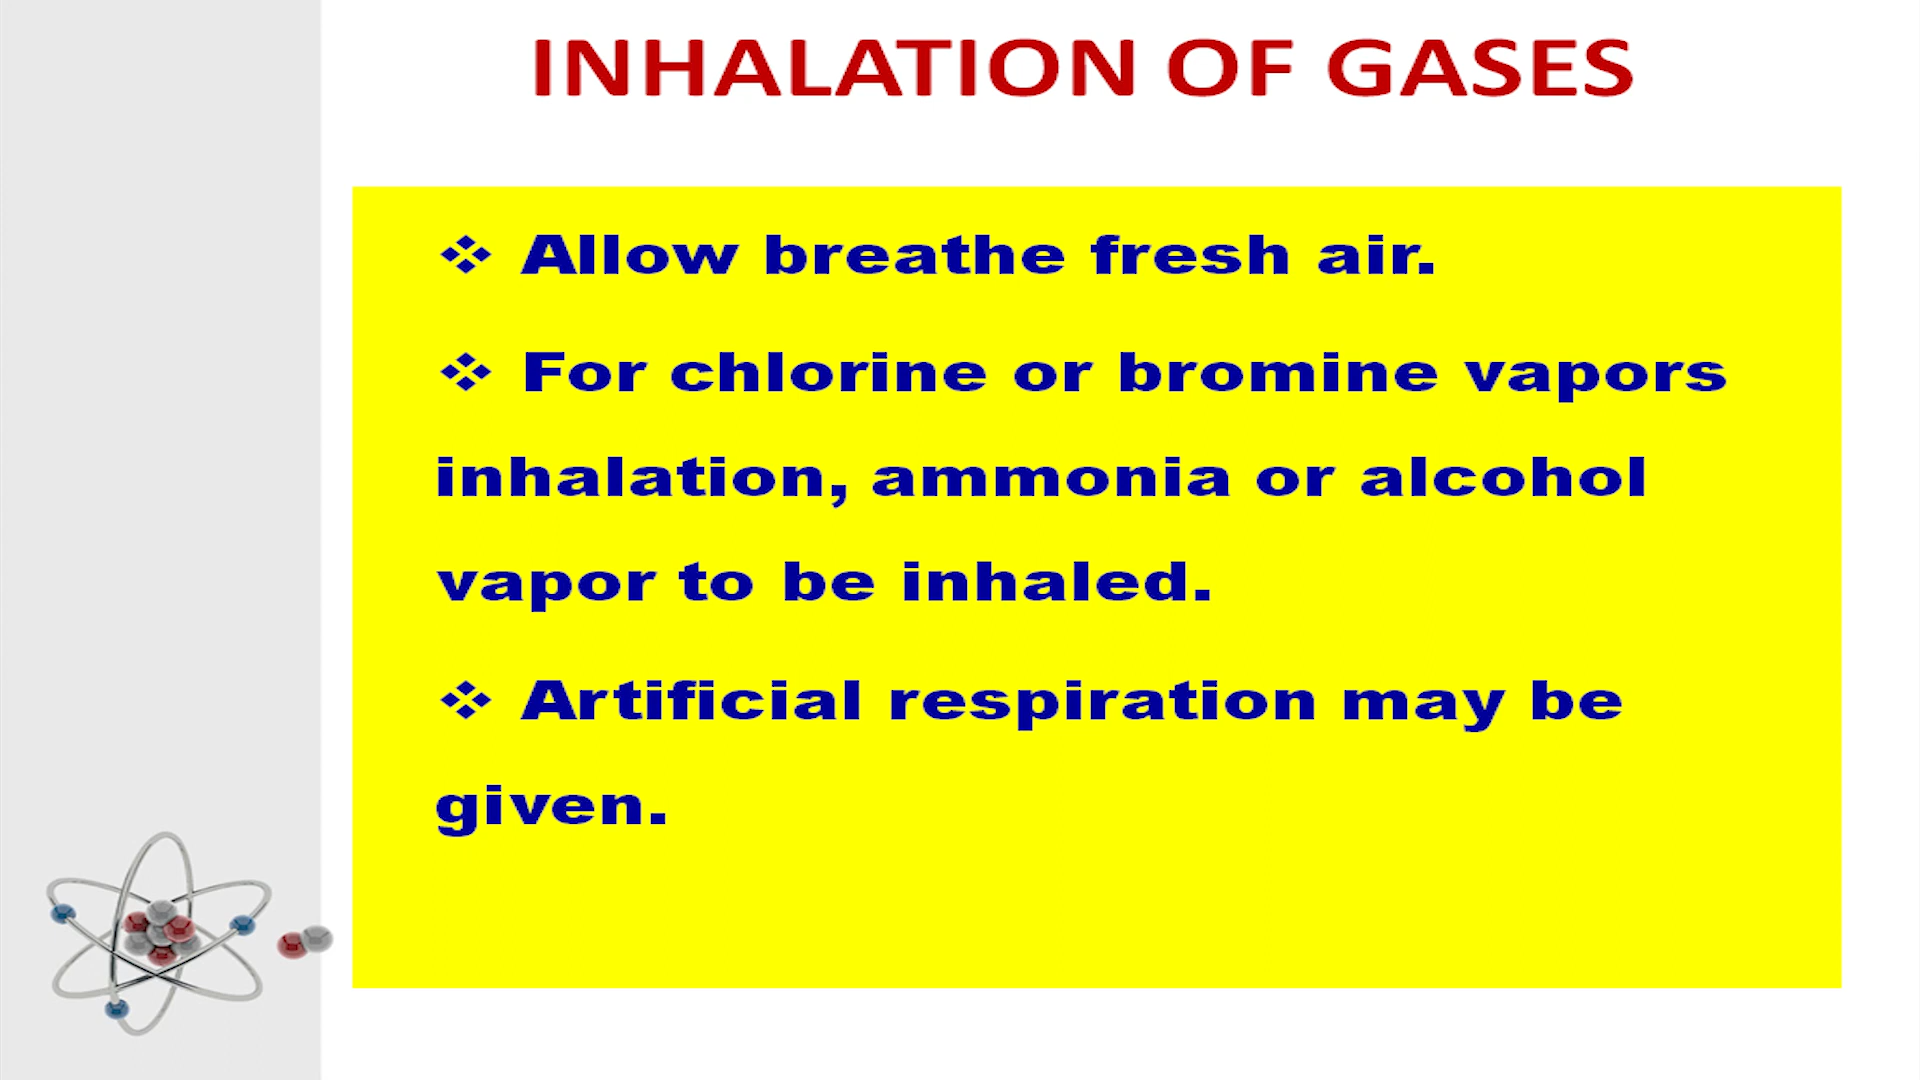 INHALATION OF GASES
❖ Allow breathe fresh air.
❖ For chlorine or bromine vapors
inhalation, ammonia or alcohol
vapor to be inhaled.
❖ Artificial respiration may be
given.